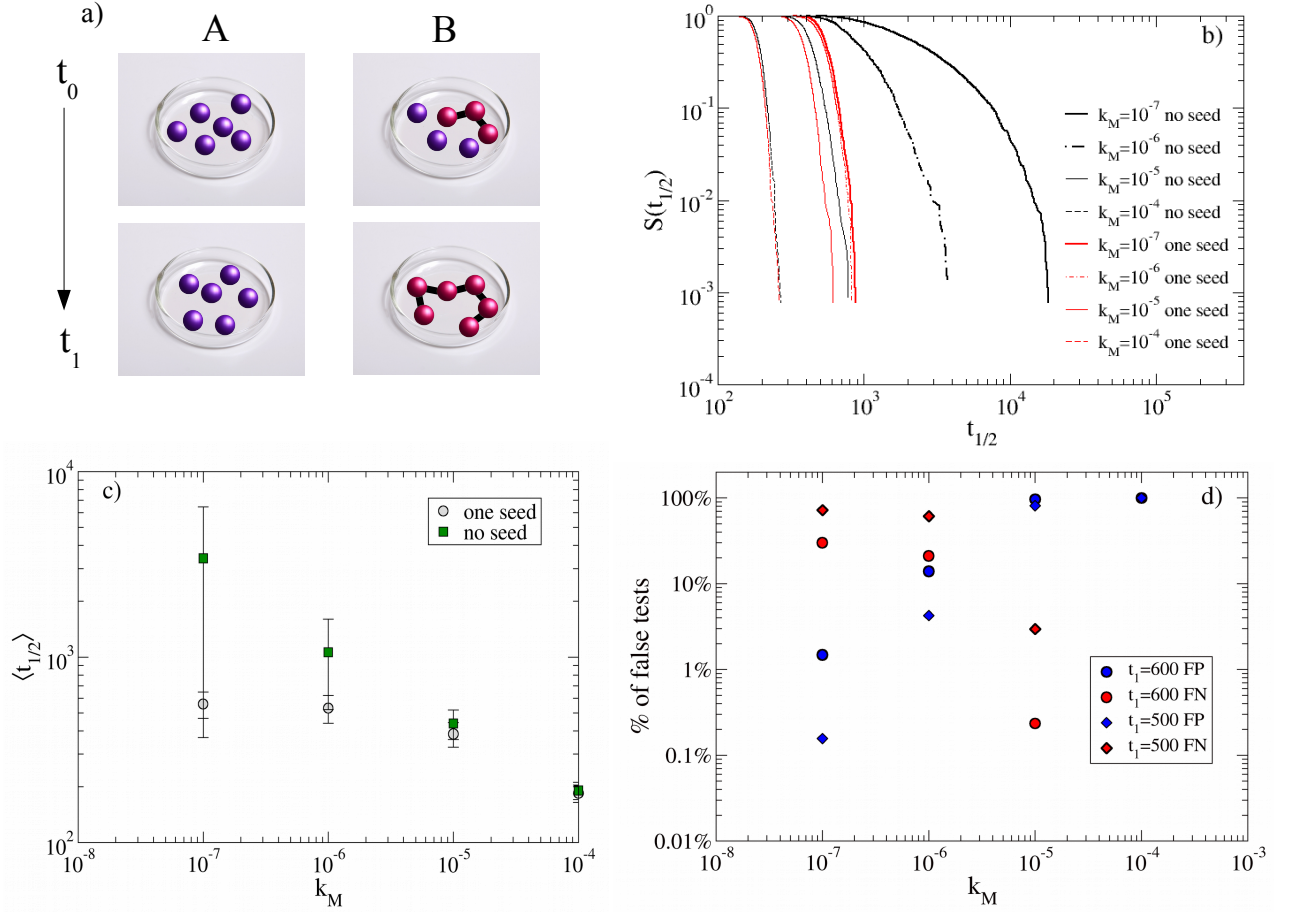 a)
A B
t0
t1
b)
S(t1/2)
10^0
10^-1
10^-2
10^-3
10^-4
10^2 10^3 10^4 10^5
t1/2
kM=10^-7 no seed
kM=10^-6 no seed
kM=10^-5 no seed
kM=10^-4 no seed
kM=10^-7 one seed
kM=10^-6 one seed
kM=10^-5 one seed
kM=10^-4 one seed
c)
⟨t1/2⟩
10^4
10^3
10^2
10^-8 10^-7 10^-6 10^-5 10^-4
kM
one seed
no seed
d)
% of false tests
100%
10%
1%
0.1%
0.01%
10^-8 10^-7 10^-6 10^-5 10^-4 10^-3
kM
t1=600 FP
t1=600 FN
t1=500 FP
t1=500 FN